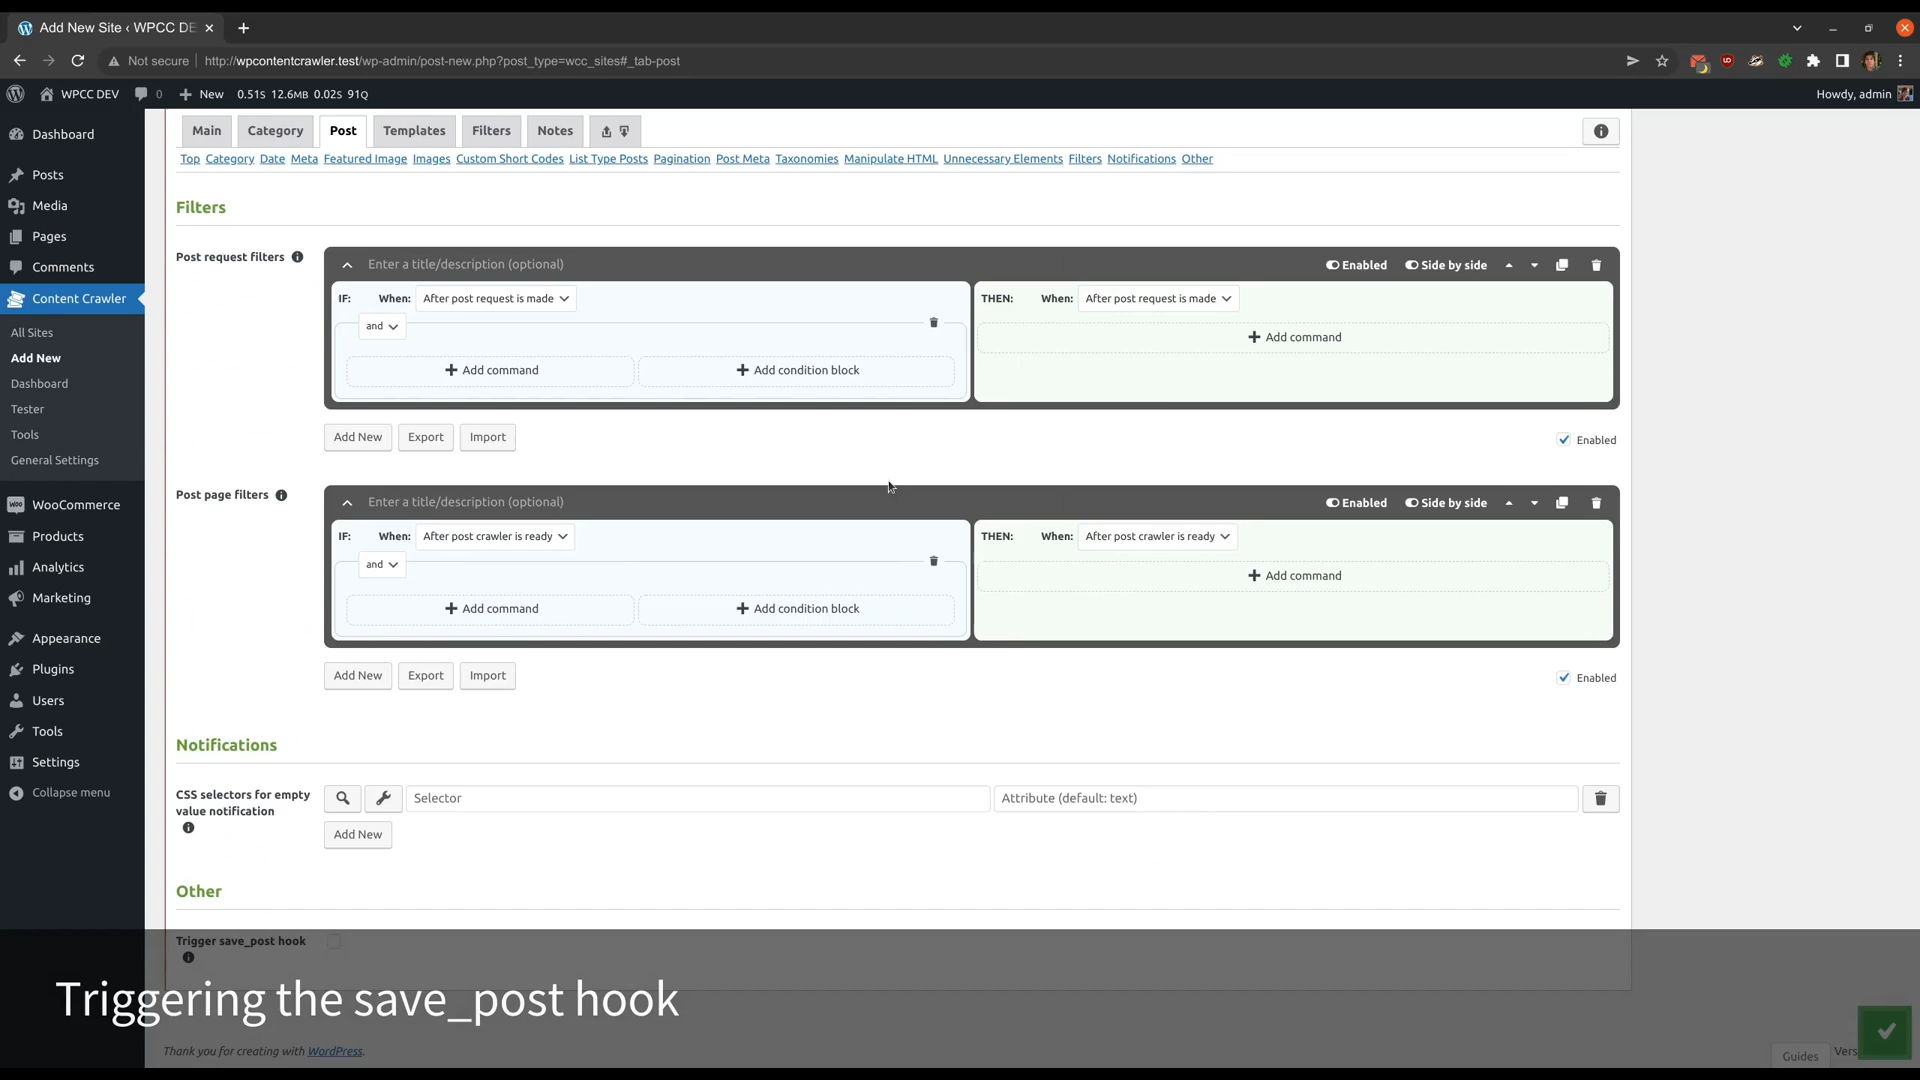 Add New Site ‹ WPCC DE
Not secure
http://wpcontentcrawler.test/wp-admin/post-new.php?post_type=wcc_sites#_tab-post
WPCC DEV
0
New
0.51S 12.6MB 0.02S 91Q
Howdy, admin
Dashboard
Posts
Media
Pages
Comments
Content Crawler
All Sites
Add New
Dashboard
Tester
Tools
General Settings
WooCommerce
Products
Analytics
Marketing
Appearance
Plugins
Users
Tools
Settings
Collapse menu
Main
Category
Post
Templates
Filters
Notes
Top Category Date Meta Featured Image Images Custom Short Codes List Type Posts Pagination Post Meta Taxonomies Manipulate HTML Unnecessary Elements Filters Notifications Other
Filters
Post request filters
Enter a title/description (optional)
Enabled
Side by side
IF: When: After post request is made
and
Add command
Add condition block
THEN: When: After post request is made
Add command
Add New
Export
Import
Enabled
Post page filters
Enter a title/description (optional)
Enabled
Side by side
IF: When: After post crawler is ready
and
Add command
Add condition block
THEN: When: After post crawler is ready
Add command
Add New
Export
Import
Enabled
Notifications
CSS selectors for empty
value notification
Selector
Attribute (default: text)
Add New
Other
Trigger save_post hook
Triggering the save_post hook
Thank you for creating with WordPress.
Guides
Vers